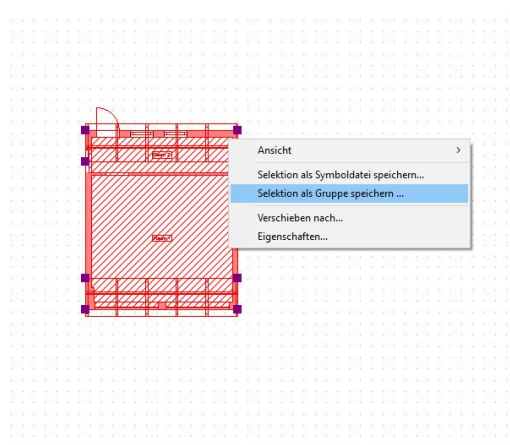 Ansicht
Selektion als Symboldatei speichern...
Selektion als Gruppe speichern ...
Verschieben nach...
Eigenschaften...